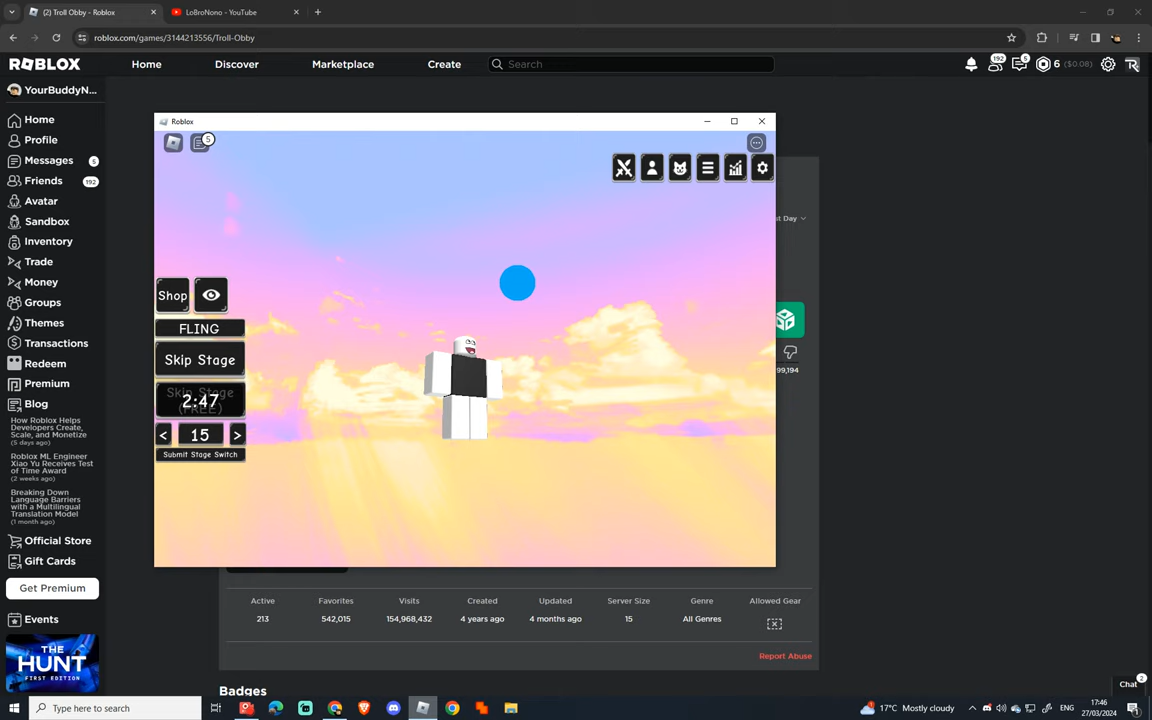 (2) Troll Obby - Roblox
LoBroNono - YouTube
roblox.com/games/3144213556/Troll-Obby
ROBLOX
Home
Discover
Marketplace
Create
Search
192
5
6
($0.08)
YourBuddyN...
Home
Profile
Messages
5
Friends
192
Avatar
Sandbox
Inventory
Trade
Money
Groups
Themes
Transactions
Redeem
Premium
Blog
How Roblox Helps
Developers Create,
Scale, and Monetize
(5 days ago)
Roblox ML Engineer
Xiao Yu Receives Test
of Time Award
(2 weeks ago)
Breaking Down
Language Barriers
with a Multilingual
Translation Model
(1 month ago)
Official Store
Gift Cards
Get Premium
Events
THE
HUNT
FIRST EDITION
Roblox
5
Shop
FLING
Skip Stage
Skip Stage
(FREE)
2:47
<
15
>
Submit Stage Switch
st Day
99,194
Active
Favorites
Visits
Created
Updated
Server Size
Genre
Allowed Gear
213
542,015
154,968,432
4 years ago
4 months ago
15
All Genres
Report Abuse
Badges
Chat
2
Type here to search
17°C Mostly cloudy
ENG
17:46
27/03/2024
1